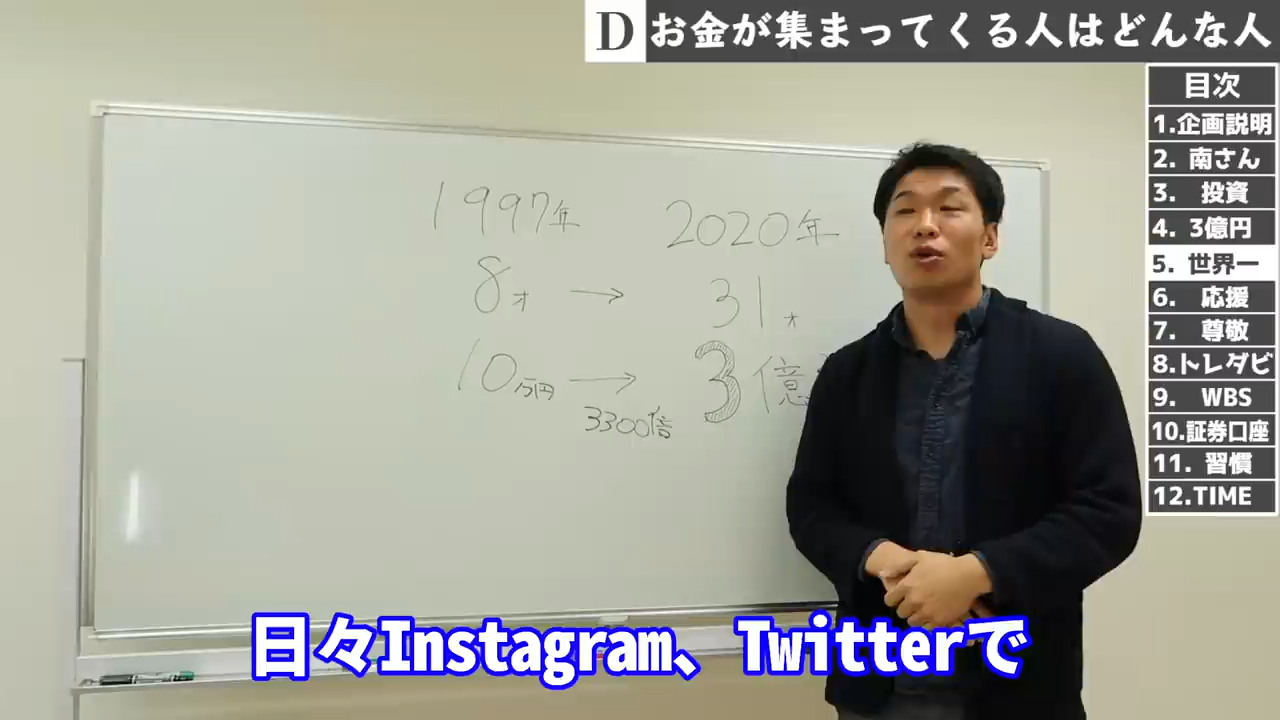 D お金が集まってくる人はどんな人
目次
1.企画説明
2. 南さん
3. 投資
4. 3億円
5. 世界一
6. 応援
7. 尊敬
8.トレダビ
9. WBS
10.証券口座
11. 習慣
12.TIME
1997年 2020年
8才 → 31才
10万円 → 3億
3300倍
日々Instagram、Twitterで